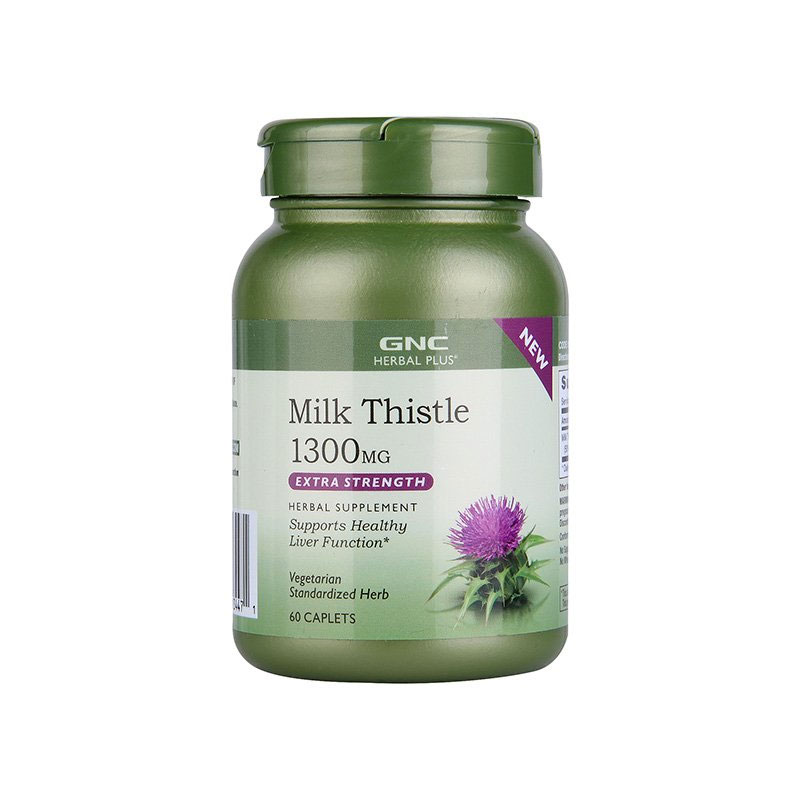 GNC
HERBAL PLUS®
NEW
Milk Thistle
1300MG
EXTRA STRENGTH
HERBAL SUPPLEMENT
Supports Healthy
Liver Function*
Vegetarian
Standardized Herb
60 CAPLETS